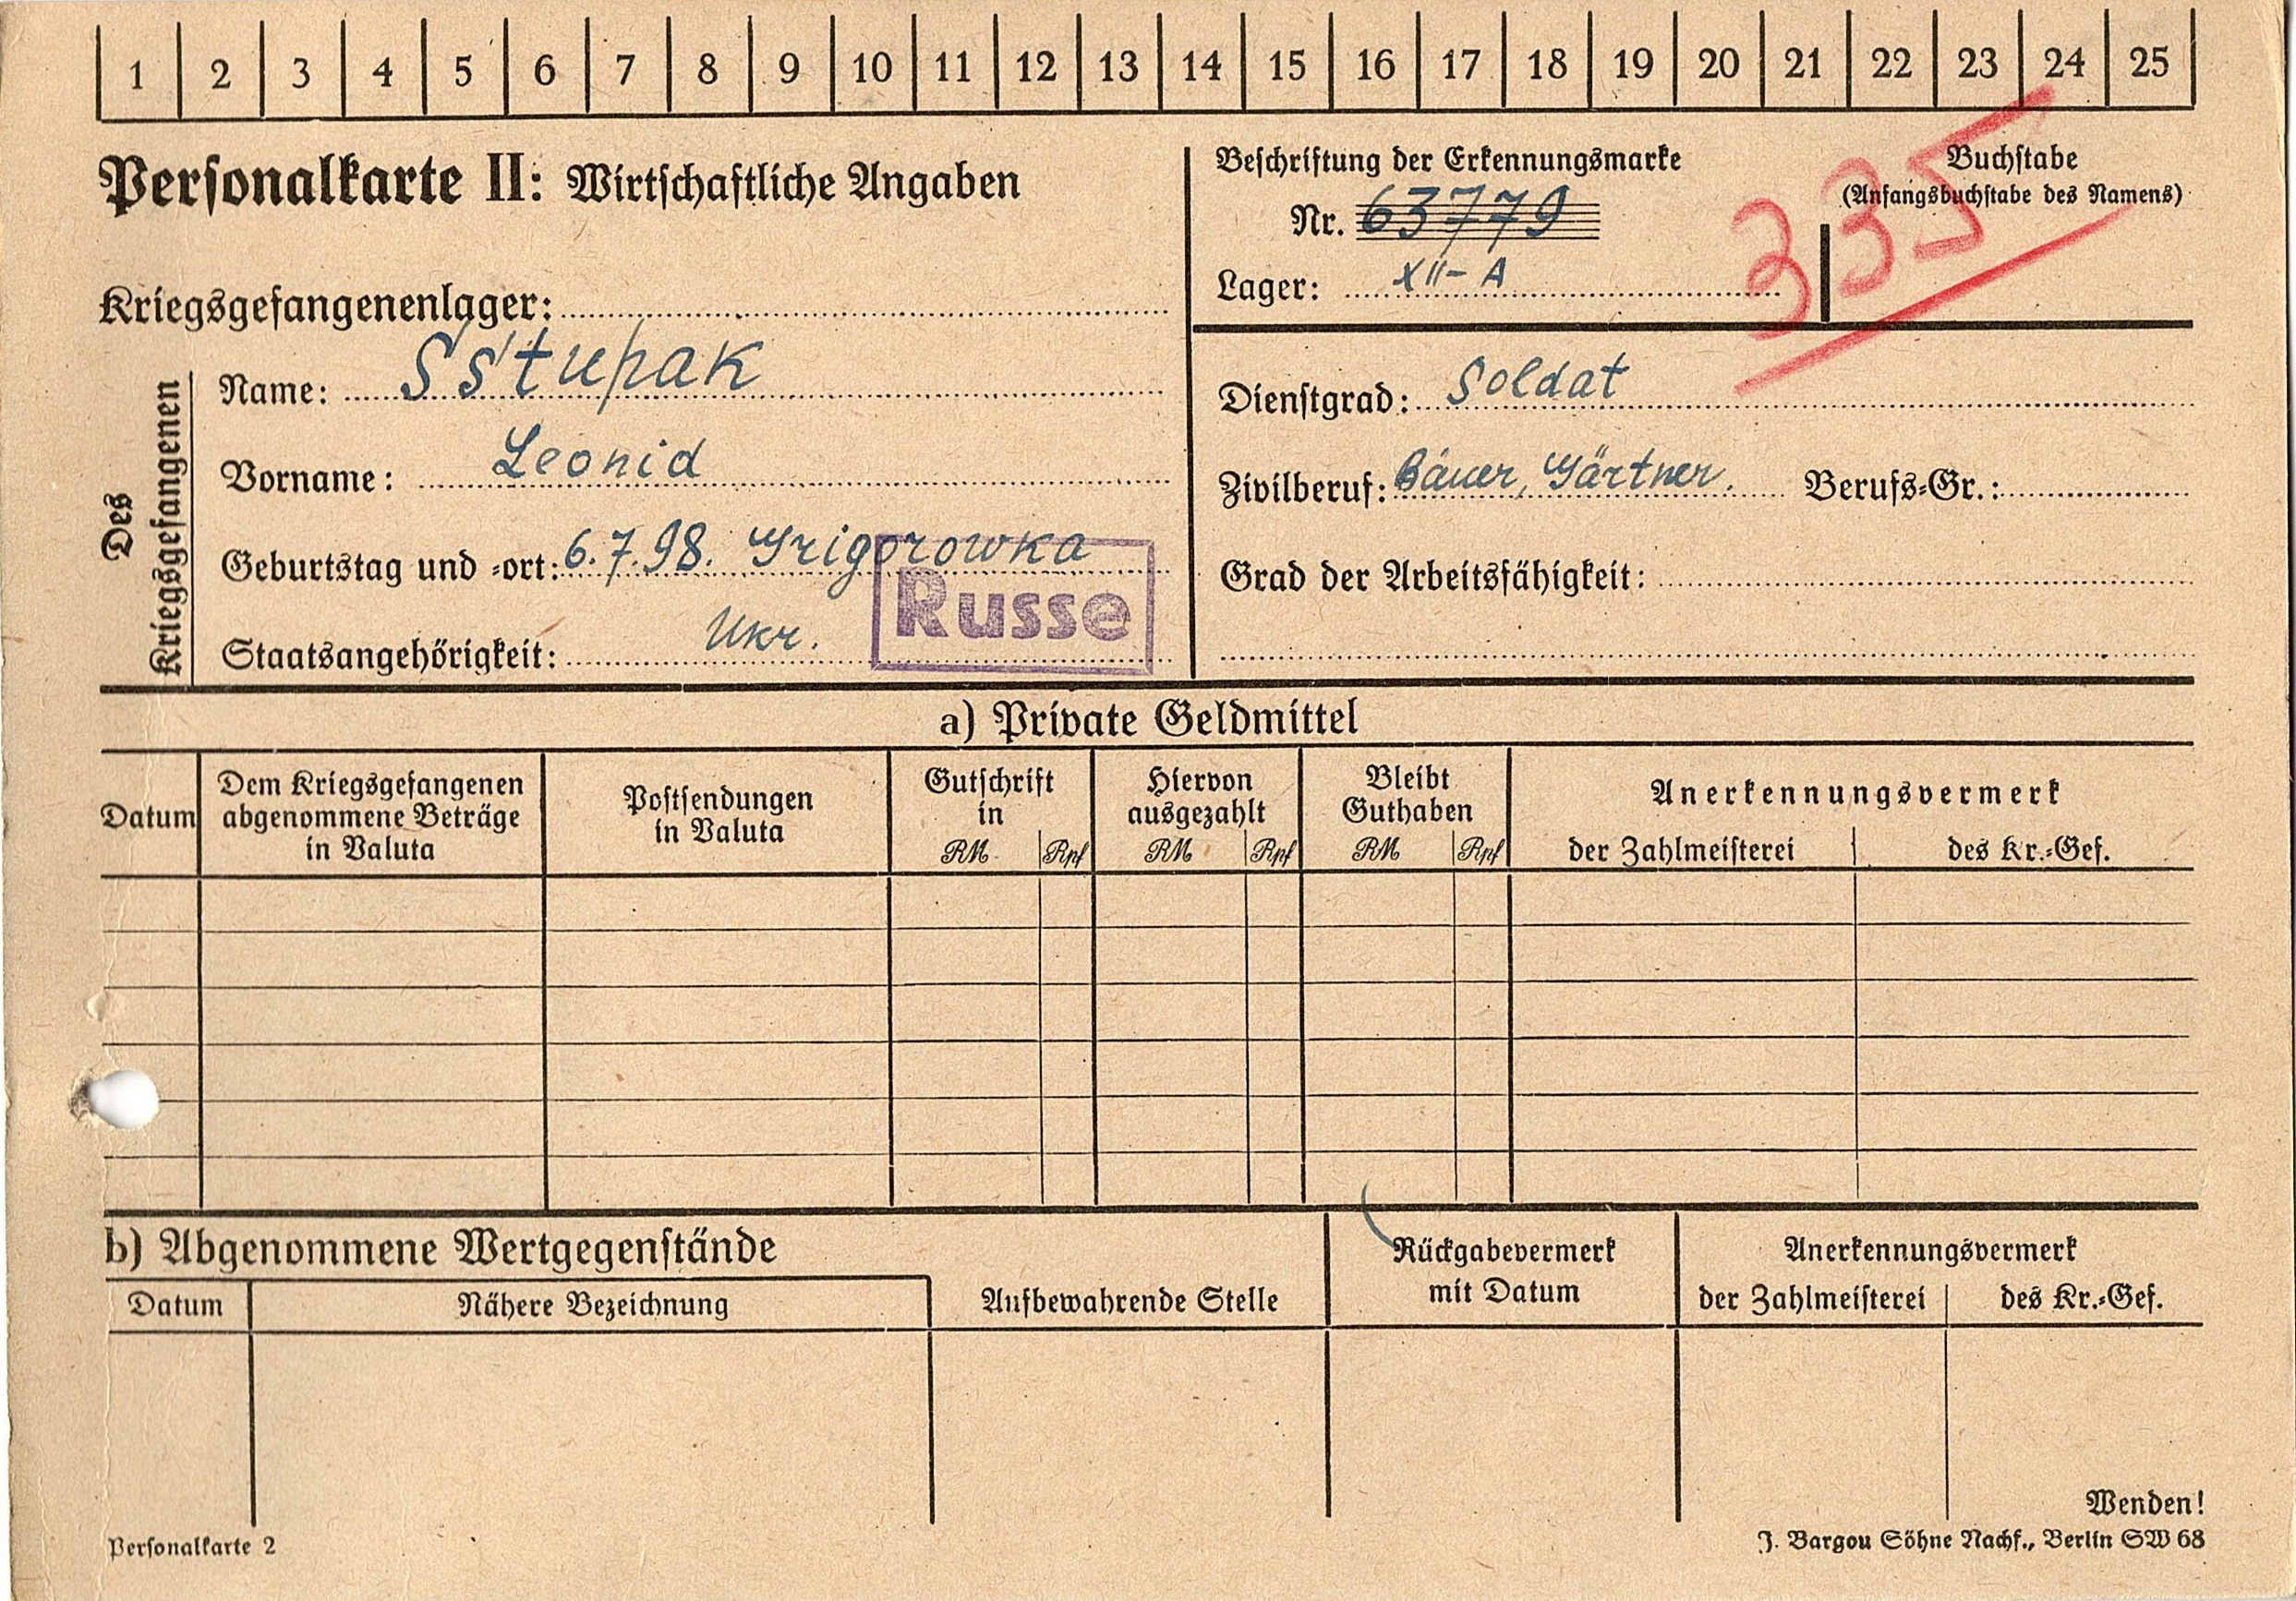 1 2 3 4 5 6 7 8 9 10 11 12 13 14 15 16 17 18 19 20 21 22 23 24 25
Personalkarte II: Wirtschaftliche Angaben
Beschriftung der Erkennungsmarke
Nr. 63779
Lager: XII-A
Buchstabe
(Anfangsbuchstabe des Namens)
335
Kriegsgefangenenlager:
Des Kriegsgefangenen
Name: Sstupak
Vorname: Leonid
Geburtstag und -ort: 6.7.98. Grigorowka
Staatsangehörigkeit: Ukr.
Russe
Dienstgrad: Soldat
Zivilberuf: Bauer, Gärtner. Berufs-Gr.:
Grad der Arbeitsfähigkeit:
a) Private Geldmittel
Datum
Dem Kriegsgefangenen
abgenommene Beträge
in Valuta
Postsendungen
in Valuta
Gutschrift
in
RM Rpf
Hiervon
ausgezahlt
RM Rpf
Bleibt
Guthaben
RM Rpf
Anerkennungsvermerk
der Zahlmeisterei des Kr.-Gef.
b) Abgenommene Wertgegenstände
Datum Nähere Bezeichnung
Aufbewahrende Stelle
Rückgabevermerk
mit Datum
Anerkennungsvermerk
der Zahlmeisterei des Kr.-Gef.
Wenden!
Personalkarte 2
J. Bargou Söhne Nachf., Berlin SW 68